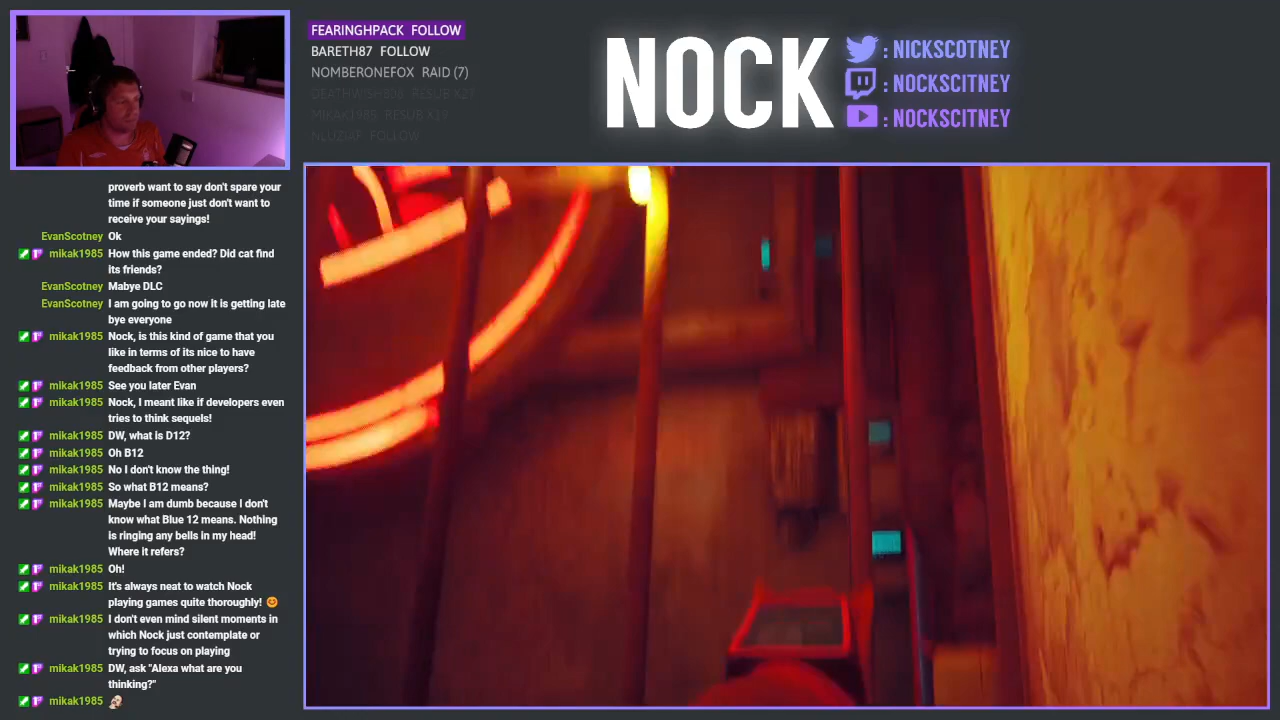 FEARINGHPACK FOLLOW
BARETH87 FOLLOW
NOMBERONEFOX RAID (7)
NOCK
: NICKSCOTNEY
: NOCKSCITNEY
: NOCKSCITNEY
proverb want to say don't spare your
time if someone just don't want to
receive your sayings!
EvanScotney Ok
mikak1985 How this game ended? Did cat find
its friends?
EvanScotney Mabye DLC
EvanScotney I am going to go now it is getting late
bye everyone
mikak1985 Nock, is this kind of game that you
like in terms of its nice to have
feedback from other players?
mikak1985 See you later Evan
mikak1985 Nock, I meant like if developers even
tries to think sequels!
mikak1985 DW, what is D12?
mikak1985 Oh B12
mikak1985 No I don't know the thing!
mikak1985 So what B12 means?
mikak1985 Maybe I am dumb because I don't
know what Blue 12 means. Nothing
is ringing any bells in my head!
Where it refers?
mikak1985 Oh!
mikak1985 It's always neat to watch Nock
playing games quite thoroughly!
mikak1985 I don't even mind silent moments in
which Nock just contemplate or
trying to focus on playing
mikak1985 DW, ask "Alexa what are you
thinking?"
mikak1985